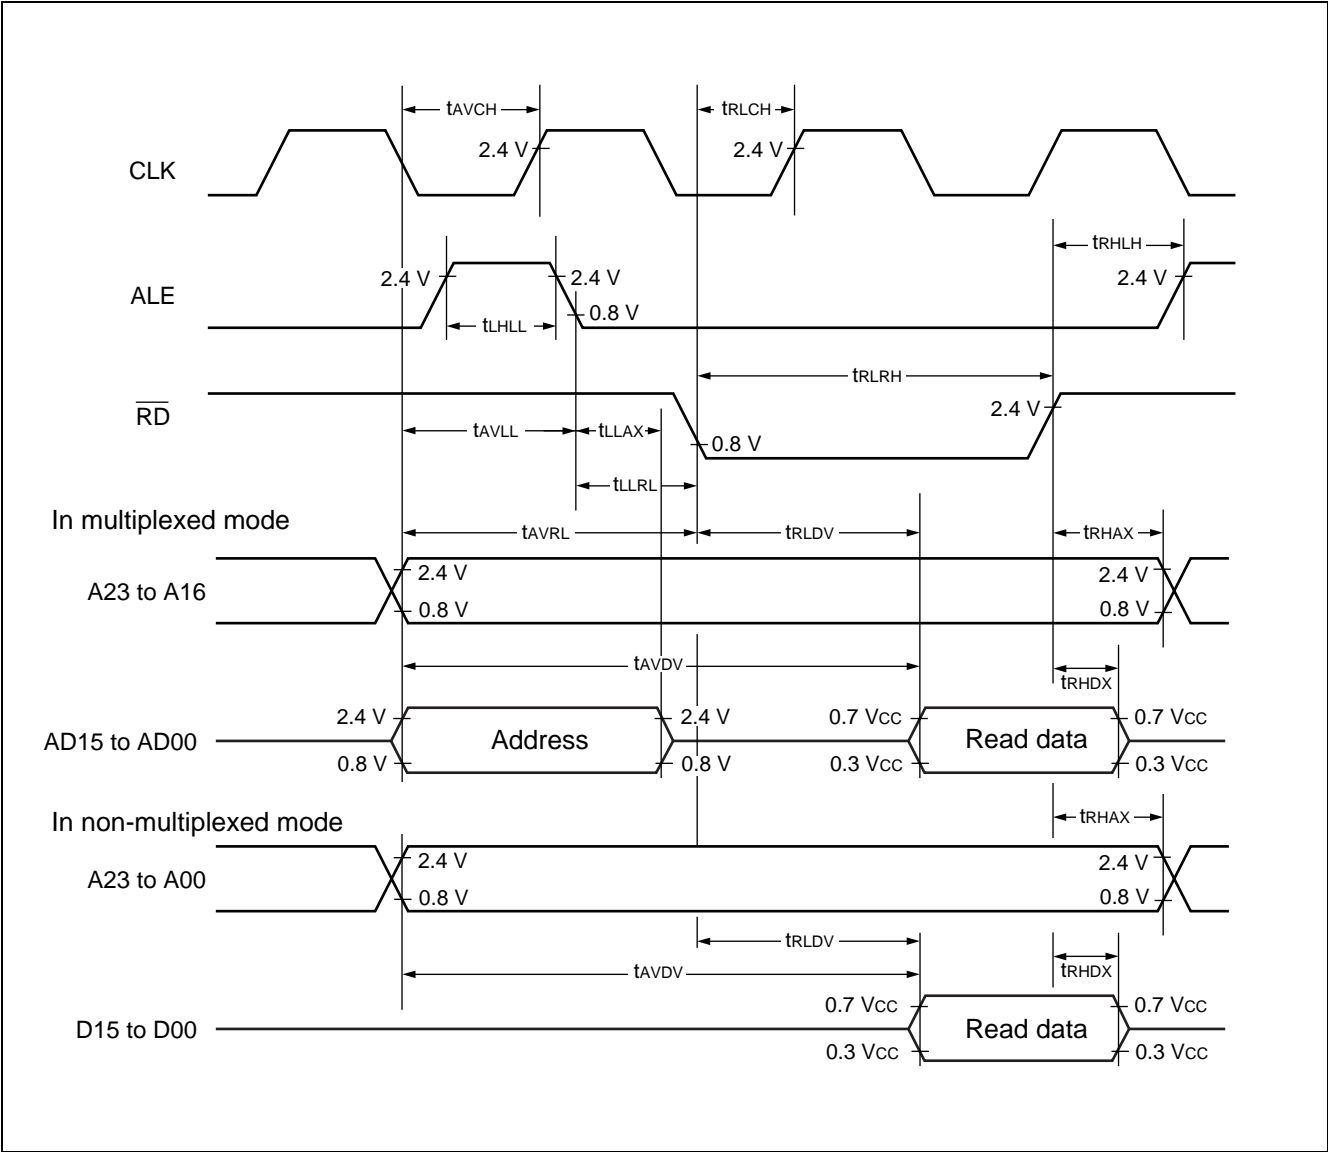 tAVCH
tRLCH
CLK
2.4 V
2.4 V
tRHLH
ALE
2.4 V
2.4 V
0.8 V
2.4 V
tLHLL
tRLRH
RD
2.4 V
tAVLL
tLLAX
0.8 V
tLLRL
In multiplexed mode
tAVRL
tRLDV
tRHAX
A23 to A16
2.4 V
0.8 V
2.4 V
0.8 V
tAVDV
tRHDX
AD15 to AD00
2.4 V
0.8 V
Address
2.4 V
0.8 V
0.7 VCC
0.3 VCC
Read data
0.7 VCC
0.3 VCC
In non-multiplexed mode
tRHAX
A23 to A00
2.4 V
0.8 V
2.4 V
0.8 V
tRLDV
tAVDV
tRHDX
D15 to D00
0.7 VCC
0.3 VCC
Read data
0.7 VCC
0.3 VCC